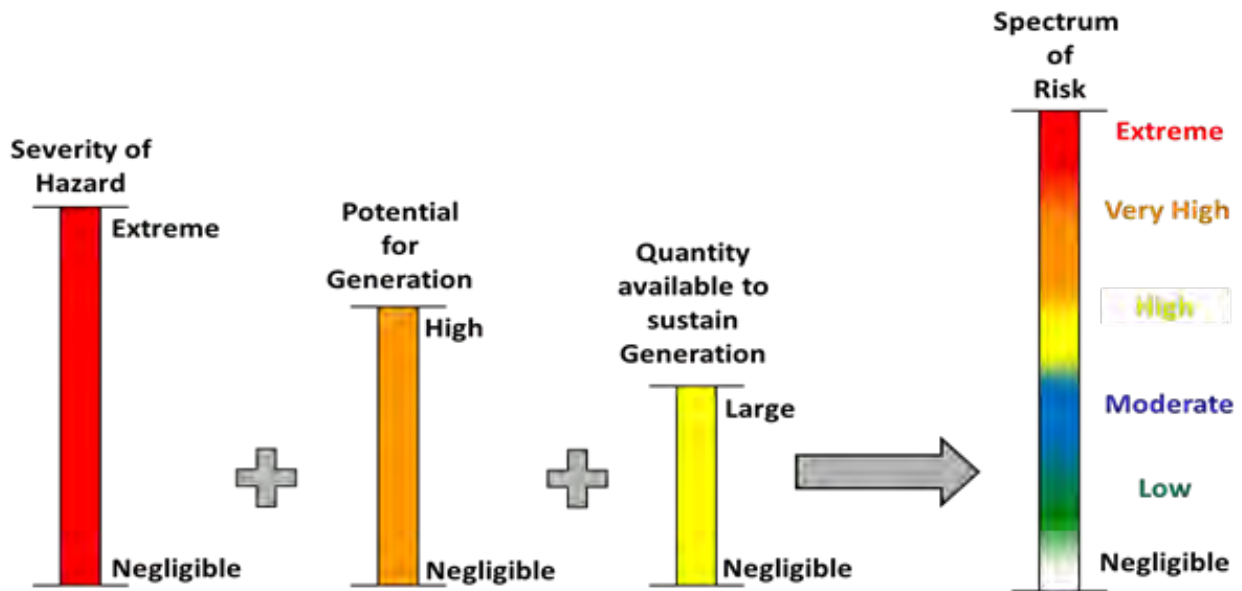 Severity of
Hazard
Extreme
Negligible
Potential
for
Generation
High
Negligible
Quantity
available to
sustain
Generation
Large
Negligible
Spectrum
of
Risk
Extreme
Very High
High
Moderate
Low
Negligible